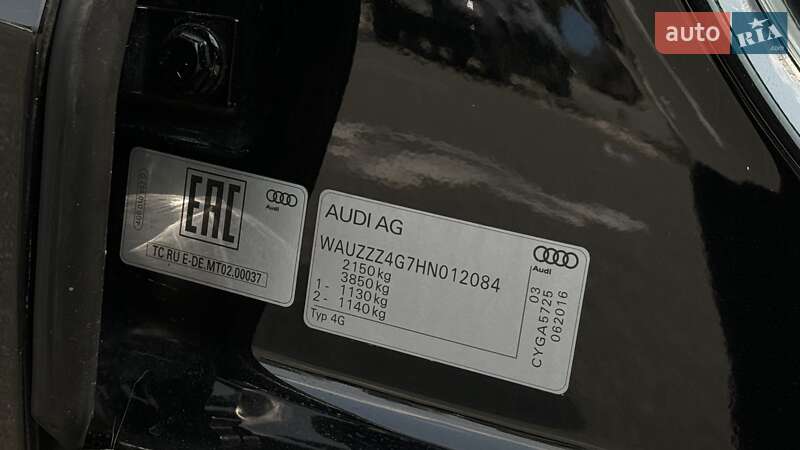 auto RIA
.com
EAC
Audi
TC RU E-DE.MT02.00037
AUDI AG
WAUZZZ4G7HN012084
2150kg
3850kg
1- 1130kg
2- 1140kg
Typ 4G
Audi
03
CYGA5725
062016